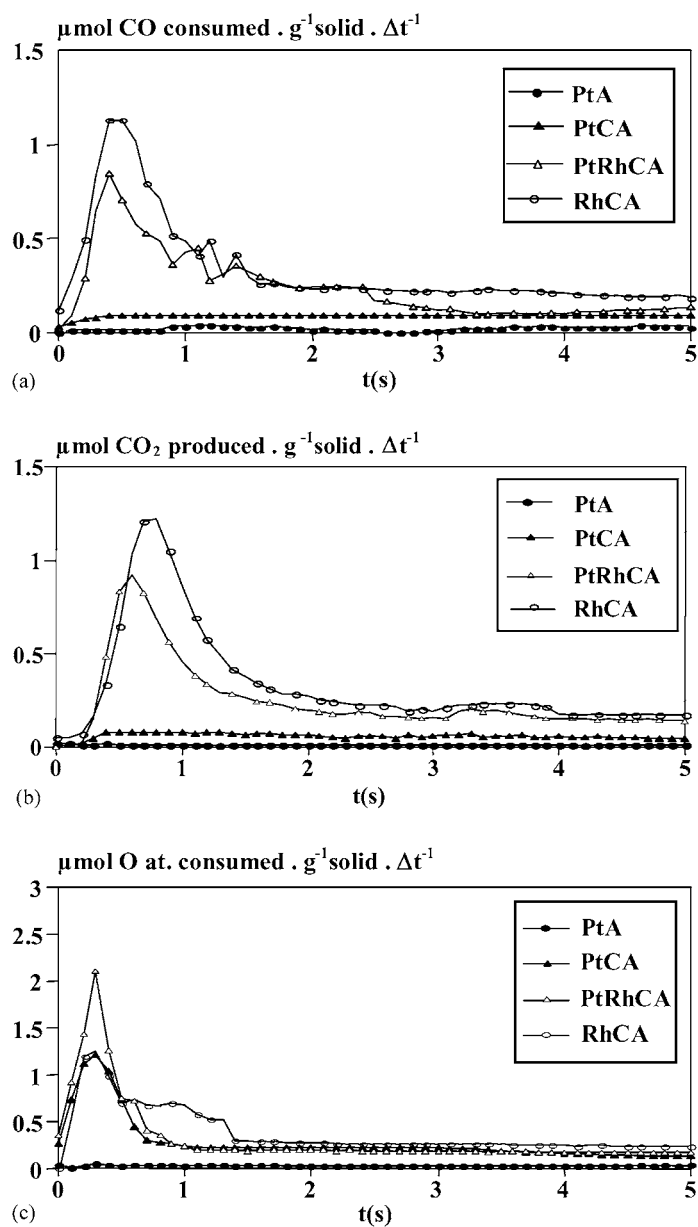 µmol CO consumed . g⁻¹solid . Δt⁻¹
1.5
1
0.5
0
PtA
PtCA
PtRhCA
RhCA
0 1 2 3 4 5
(a)
t(s)
µmol CO₂ produced . g⁻¹solid . Δt⁻¹
1.5
1
0.5
0
PtA
PtCA
PtRhCA
RhCA
0 1 2 3 4 5
(b)
t(s)
µmol O at. consumed . g⁻¹solid . Δt⁻¹
3
2.5
2
1.5
1
0.5
0
PtA
PtCA
PtRhCA
RhCA
0 1 2 3 4 5
(c)
t(s)